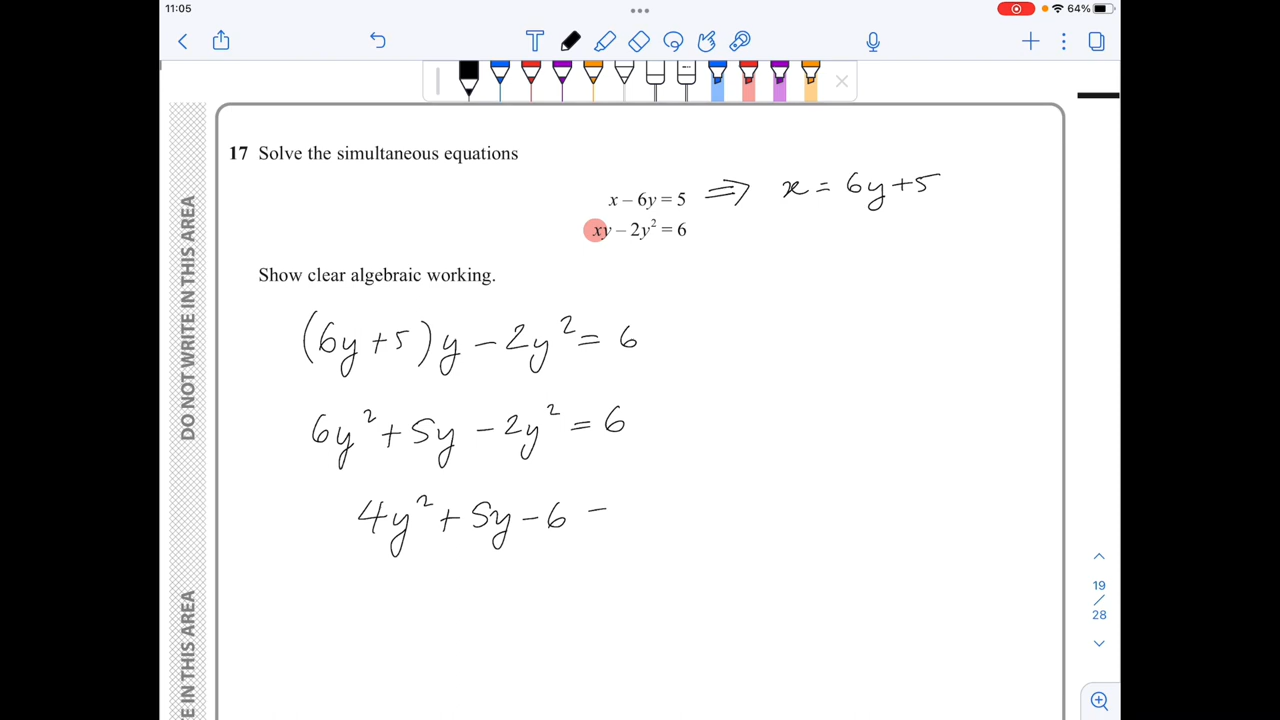 11:05
64%
T
17 Solve the simultaneous equations
x – 6y = 5 ⟹ x = 6y + 5
xy – 2y² = 6
Show clear algebraic working.
(6y + 5)y – 2y² = 6
6y² + 5y – 2y² = 6
4y² + 5y – 6 –
DO NOT WRITE IN THIS AREA
E IN THIS AREA
19
/
28